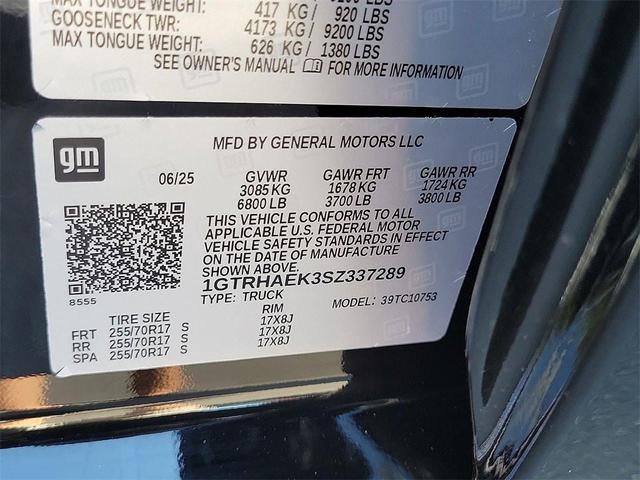 MAX TONGUE WEIGHT: 417 KG/ 920 LBS
GOOSENECK TWR: 4173 KG/ 9200 LBS
MAX TONGUE WEIGHT: 626 KG/ 1380 LBS
SEE OWNER'S MANUAL FOR MORE INFORMATION
gm
MFD BY GENERAL MOTORS LLC
06/25 GVWR GAWR FRT GAWR RR
3085 KG 1678 KG 1724 KG
6800 LB 3700 LB 3800 LB
THIS VEHICLE CONFORMS TO ALL
APPLICABLE U.S. FEDERAL MOTOR
VEHICLE SAFETY STANDARDS IN EFFECT
ON THE DATE OF MANUFACTURE
SHOWN ABOVE.
1GTRHAEK3SZ337289
8555 TYPE: TRUCK MODEL: 39TC10753
TIRE SIZE RIM
FRT 255/70R17 S 17X8J
RR 255/70R17 S 17X8J
SPA 255/70R17 S 17X8J